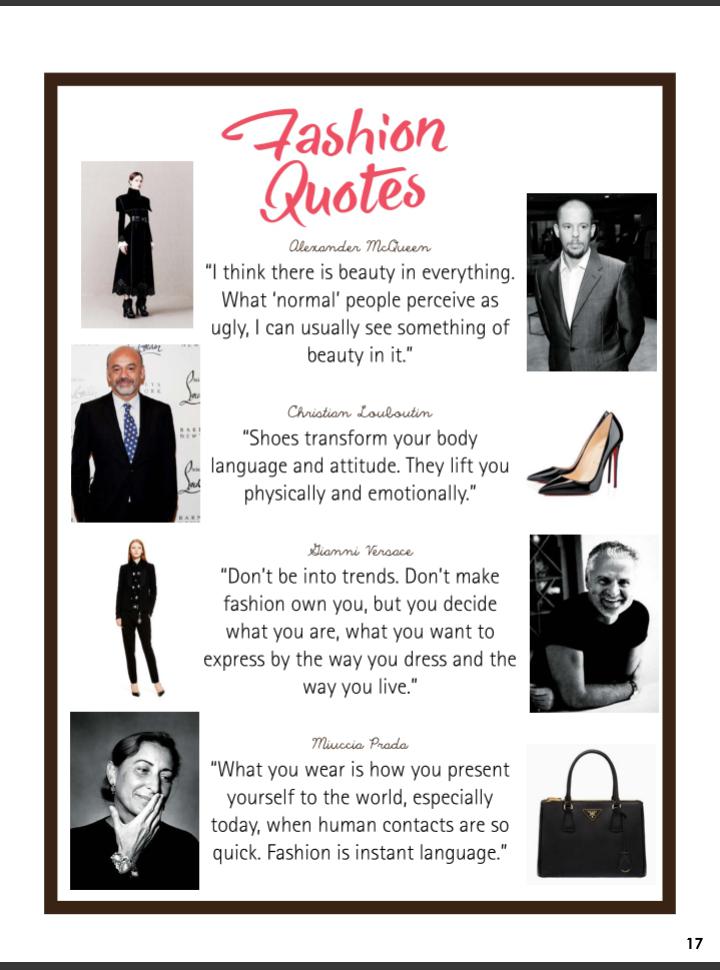 Fashion
Quotes
Alexander McQueen
“I think there is beauty in everything.
What ‘normal’ people perceive as
ugly, I can usually see something of
beauty in it.”
Christian Louboutin
“Shoes transform your body
language and attitude. They lift you
physically and emotionally.”
Gianni Versace
“Don’t be into trends. Don’t make
fashion own you, but you decide
what you are, what you want to
express by the way you dress and the
way you live.”
Miuccia Prada
“What you wear is how you present
yourself to the world, especially
today, when human contacts are so
quick. Fashion is instant language.”
17